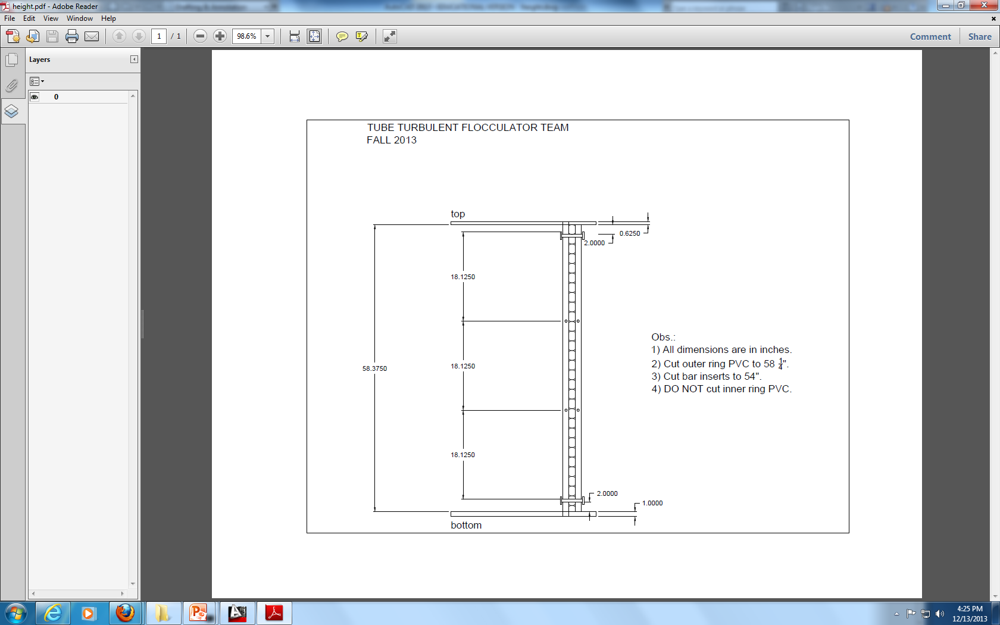 height.pdf - Adobe Reader
File Edit View Window Help
1 / 1
98.6%
Comment
Share
Layers
0
TUBE TURBULENT FLOCCULATOR TEAM
FALL 2013
top
0.6250
2.0000
18.1250
Obs.:
1) All dimensions are in inches.
2) Cut outer ring PVC to 58 1/4".
3) Cut bar inserts to 54".
4) DO NOT cut inner ring PVC.
58.3750
18.1250
18.1250
2.0000
1.0000
bottom
4:25 PM
12/13/2013